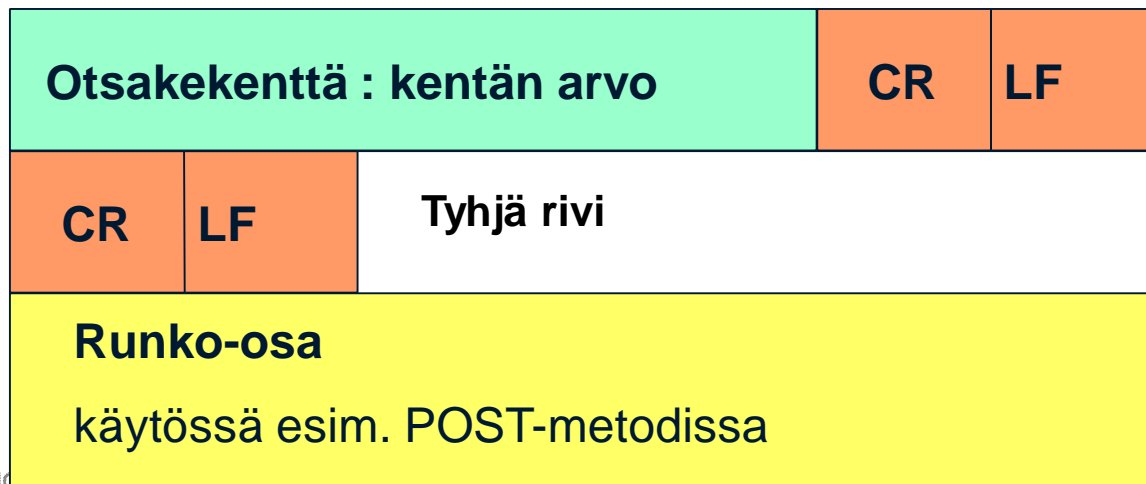 Otsakekenttä : kentän arvo CR LF
CR LF Tyhjä rivi
Runko-osa
käytössä esim. POST-metodissa